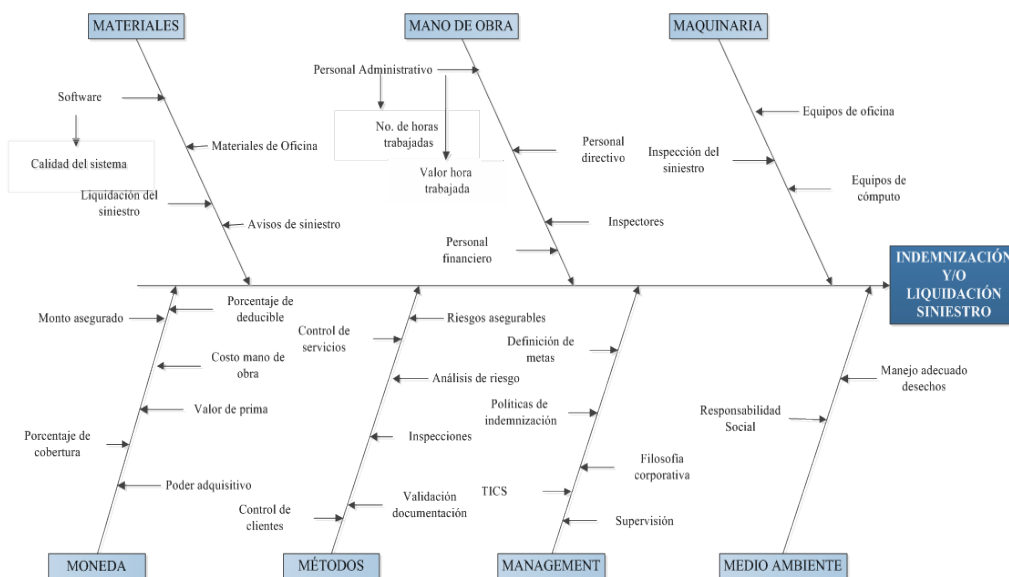 MATERIALES
MANO DE OBRA
MAQUINARIA
Software
Calidad del sistema
Materiales de Oficina
Liquidación del
siniestro
Avisos de siniestro
Personal Administrativo
No. de horas
trabajadas
Valor hora
trabajada
Personal
directivo
Inspectores
Personal
financiero
Equipos de oficina
Inspección del
siniestro
Equipos de
cómputo
INDEMNIZACIÓN
Y/O
LIQUIDACIÓN
SINIESTRO
Porcentaje de
deducible
Monto asegurado
Costo mano de
obra
Valor de prima
Porcentaje de
cobertura
Poder adquisitivo
Riesgos asegurables
Control de
servicios
Análisis de riesgo
Inspecciones
Validación
documentación
Control de
clientes
Definición de
metas
Políticas de
indemnización
Filosofía
corporativa
TICS
Supervisión
Manejo adecuado
desechos
Responsabilidad
Social
MONEDA
MÉTODOS
MANAGEMENT
MEDIO AMBIENTE